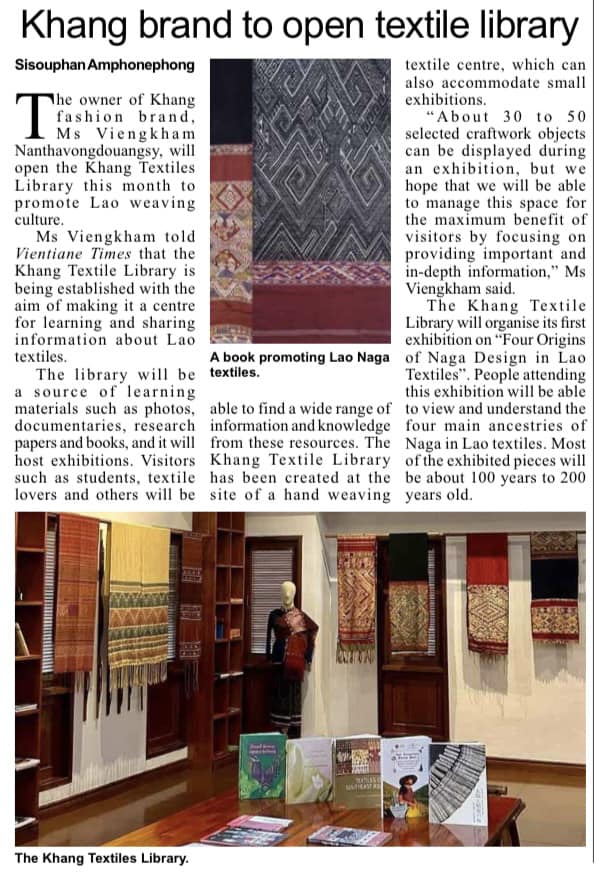 Khang brand to open textile library
Sisouphan Amphonephong
The owner of Khang
fashion brand,
Ms Viengkham
Nanthavongdouangsy, will
open the Khang Textiles
Library this month to
promote Lao weaving
culture.
Ms Viengkham told
Vientiane Times that the
Khang Textile Library is
being established with the
aim of making it a centre
for learning and sharing
information about Lao
textiles.
The library will be
a source of learning
materials such as photos,
documentaries, research
papers and books, and it will
host exhibitions. Visitors
such as students, textile
lovers and others will be
A book promoting Lao Naga
textiles.
able to find a wide range of
information and knowledge
from these resources. The
Khang Textile Library
has been created at the
site of a hand weaving
textile centre, which can
also accommodate small
exhibitions.
“About 30 to 50
selected craftwork objects
can be displayed during
an exhibition, but we
hope that we will be able
to manage this space for
the maximum benefit of
visitors by focusing on
providing important and
in-depth information,” Ms
Viengkham said.
The Khang Textile
Library will organise its first
exhibition on “Four Origins
of Naga Design in Lao
Textiles”. People attending
this exhibition will be able
to view and understand the
four main ancestries of
Naga in Lao textiles. Most
of the exhibited pieces will
be about 100 years to 200
years old.
TEXTILES
SOUTHEAST
The Khang Textiles Library.